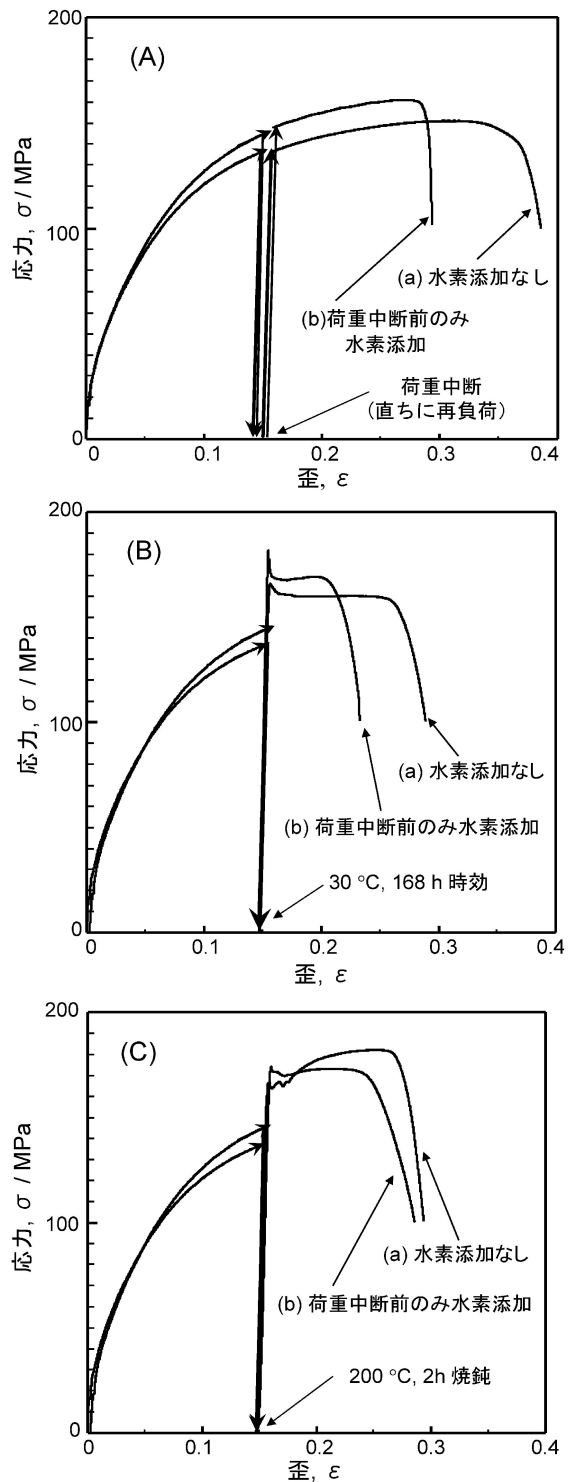 200
(A)
応力, σ / MPa
100
(a) 水素添加なし
(b)荷重中断前のみ
水素添加
荷重中断
（直ちに再負荷）
0
0 0.1 0.2 0.3 0.4
歪, ε
200
(B)
応力, σ / MPa
100
(a) 水素添加なし
(b) 荷重中断前のみ水素添加
30 °C, 168 h 時効
0
0 0.1 0.2 0.3 0.4
歪, ε
200
(C)
応力, σ / MPa
100
(a) 水素添加なし
(b) 荷重中断前のみ水素添加
200 °C, 2h 焼鈍
0
0 0.1 0.2 0.3 0.4
歪, ε